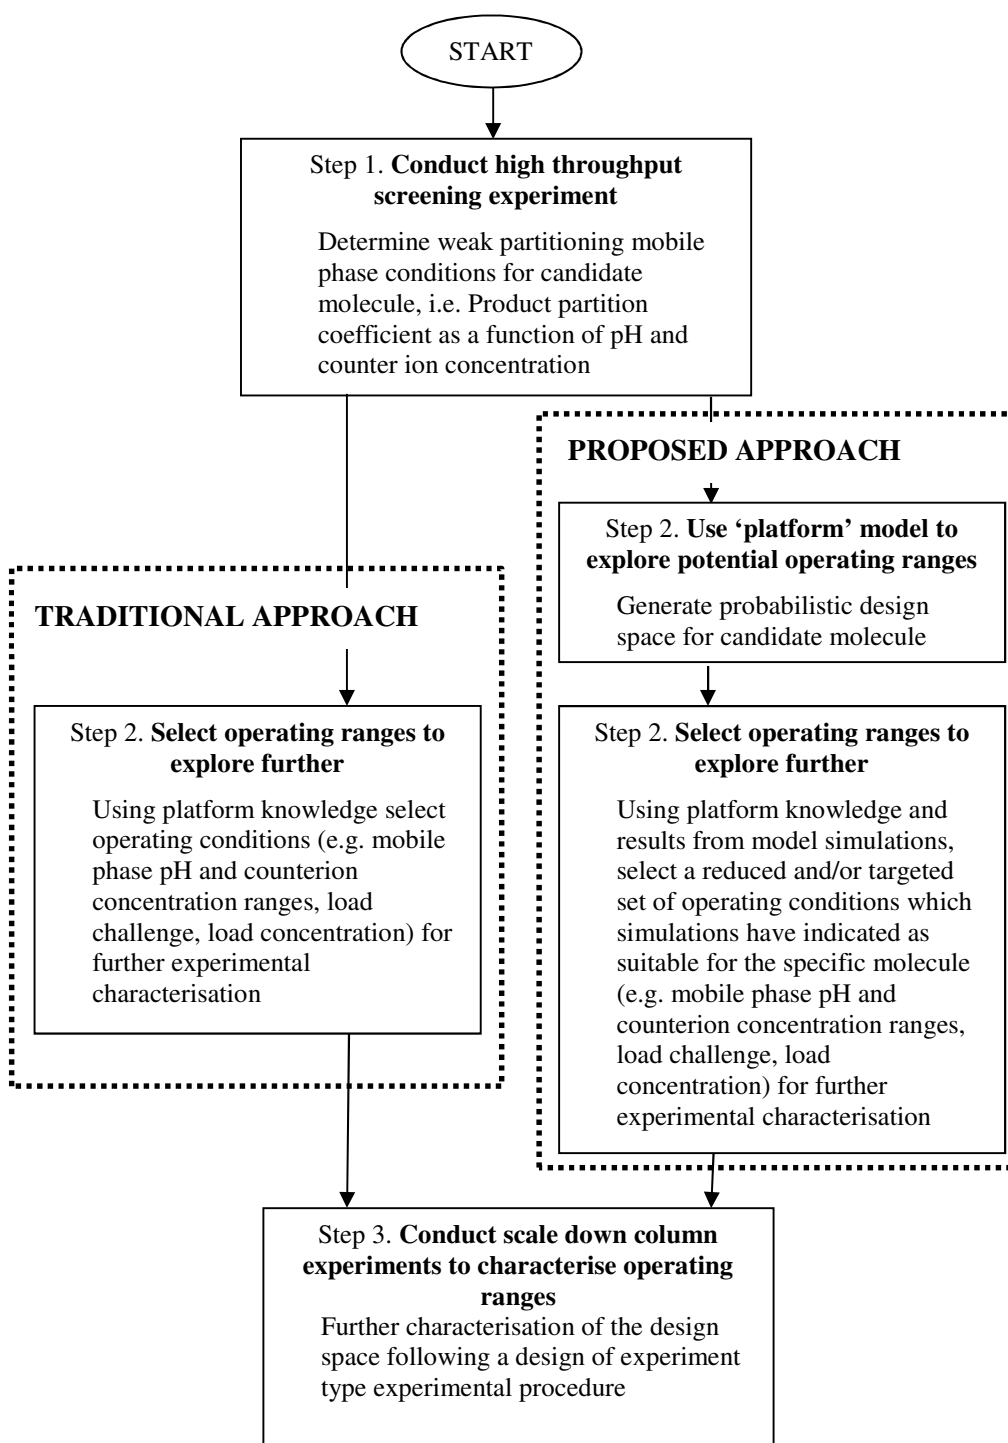 START
Step 1. Conduct high throughput
screening experiment
Determine weak partitioning mobile
phase conditions for candidate
molecule, i.e. Product partition
coefficient as a function of pH and
counter ion concentration
TRADITIONAL APPROACH
Step 2. Select operating ranges to
explore further
Using platform knowledge select
operating conditions (e.g. mobile
phase pH and counterion
concentration ranges, load
challenge, load concentration) for
further experimental
characterisation
PROPOSED APPROACH
Step 2. Use ‘platform’ model to
explore potential operating ranges
Generate probabilistic design
space for candidate molecule
Step 2. Select operating ranges to
explore further
Using platform knowledge and
results from model simulations,
select a reduced and/or targeted
set of operating conditions which
simulations have indicated as
suitable for the specific molecule
(e.g. mobile phase pH and
counterion concentration ranges,
load challenge, load
concentration) for further
experimental characterisation
Step 3. Conduct scale down column
experiments to characterise operating
ranges
Further characterisation of the design
space following a design of experiment
type experimental procedure